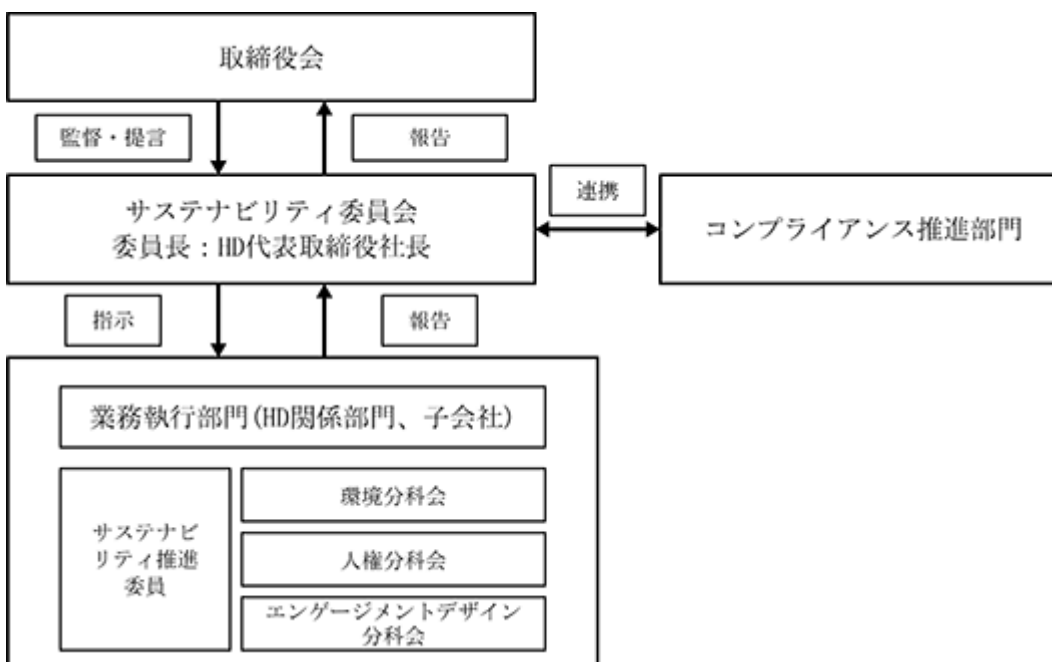 取締役会
監督・提言
報告
サステナビリティ委員会
委員長：HD代表取締役社長
連携
コンプライアンス推進部門
指示
報告
業務執行部門(HD関係部門、子会社)
サステナビ
リティ推進
委員
環境分科会
人権分科会
エンゲージメントデザイン
分科会